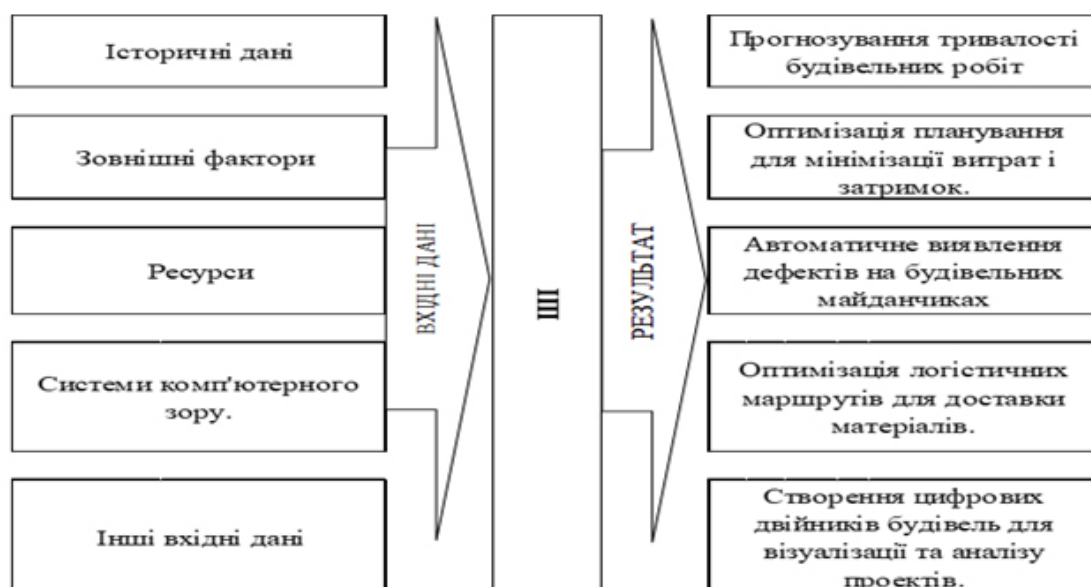 Історичні дані
Зовнішні фактори
Ресурси
Системи комп'ютерного
зору.
Інші вхідні дані
ВХІДНІ ДАНІ
ШІ
РЕЗУЛЬТАТ
Прогнозування тривалості
будівельних робіт
Оптимізація планування
для мінімізації витрат і
затримок.
Автоматичне виявлення
дефектів на будівельних
майданчиках
Оптимізація логістичних
маршрутів для доставки
матеріалів.
Створення цифрових
двійників будівель для
візуалізації та аналізу
проектів.